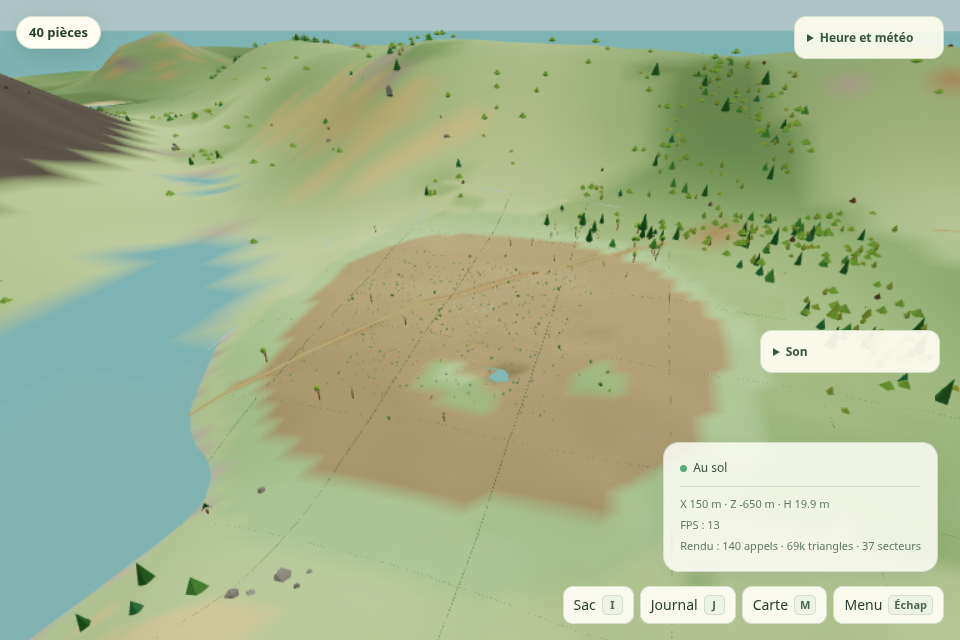 40 pièces
▶ Heure et météo
▶ Son
Au sol
X 150 m · Z -650 m · H 19.9 m
FPS : 13
Rendu : 140 appels · 69k triangles · 37 secteurs
Sac I Journal J Carte M Menu Échap